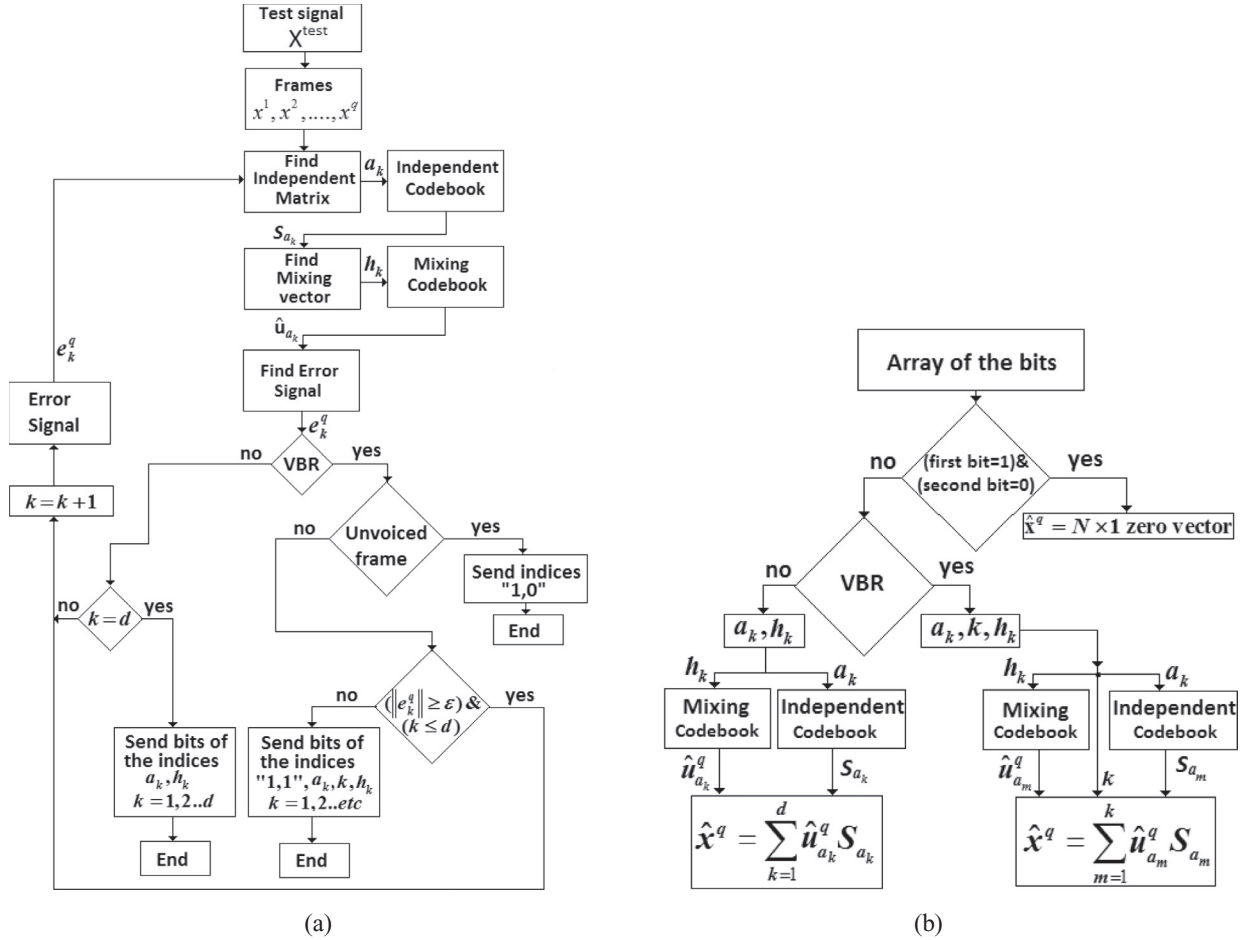 Test signal
X^test
Frames
x^1, x^2, ...., x^q
Find
Independent
Matrix
a_k
Independent
Codebook
S_{a_k}
Find
Mixing
vector
h_k
Mixing
Codebook
û_{a_k}
Find Error
Signal
e_k^q
e_k^q
Error
Signal
k = k + 1
no
VBR
yes
no
Unvoiced
frame
yes
Send indices
"1,0"
End
no
k = d
yes
Send bits of
the indices
a_k, h_k
k = 1,2..d
End
no
(‖e_k^q‖ ≥ ε) &
(k ≤ d)
yes
Send bits of
the indices
"1,1", a_k, k, h_k
k = 1,2..etc
End
(a)
Array of the bits
no
(first bit=1)&
(second bit=0)
yes
x̂^q = N × 1 zero vector
no
VBR
yes
a_k, h_k
a_k, k, h_k
h_k
a_k
Mixing
Codebook
Independent
Codebook
û_{a_k}^q
S_{a_k}
x̂^q = ∑_{k=1}^{d} û_{a_k}^q S_{a_k}
h_k
a_k
Mixing
Codebook
Independent
Codebook
û_{a_m}^q
k
S_{a_m}
x̂^q = ∑_{m=1}^{k} û_{a_m}^q S_{a_m}
(b)